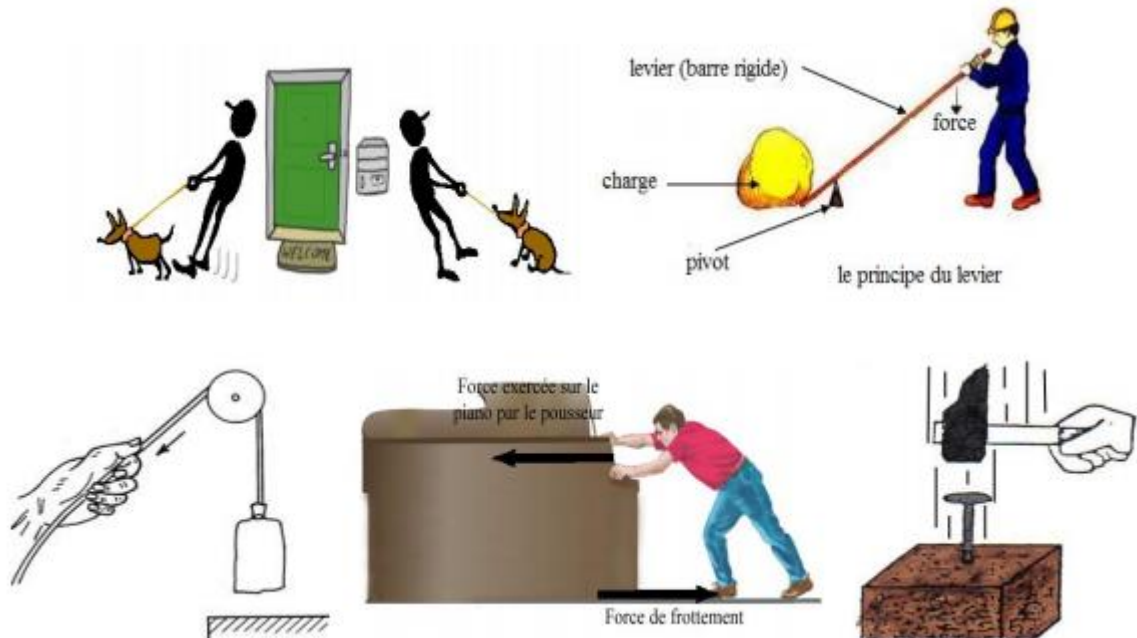 WELCOME
levier (barre rigide)
force
charge
pivot
le principe du levier
Force exercée sur le
piano par le pousseur
Force de frottement